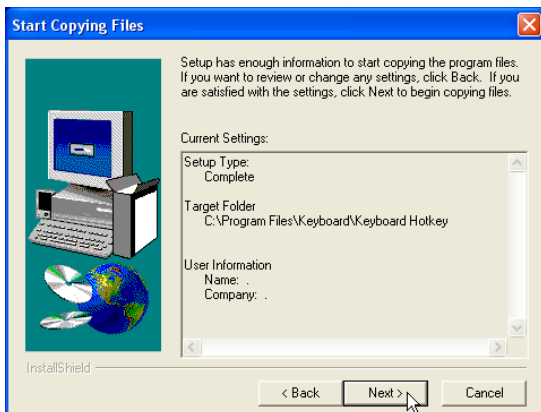 Start Copying Files
Setup has enough information to start copying the program files.
If you want to review or change any settings, click Back. If you
are satisfied with the settings, click Next to begin copying files.
Current Settings:
Setup Type:
Complete
Target Folder
C:\Program Files\Keyboard\Keyboard Hotkey
User Information
Name: .
Company: .
InstallShield
< Back
Next >
Cancel